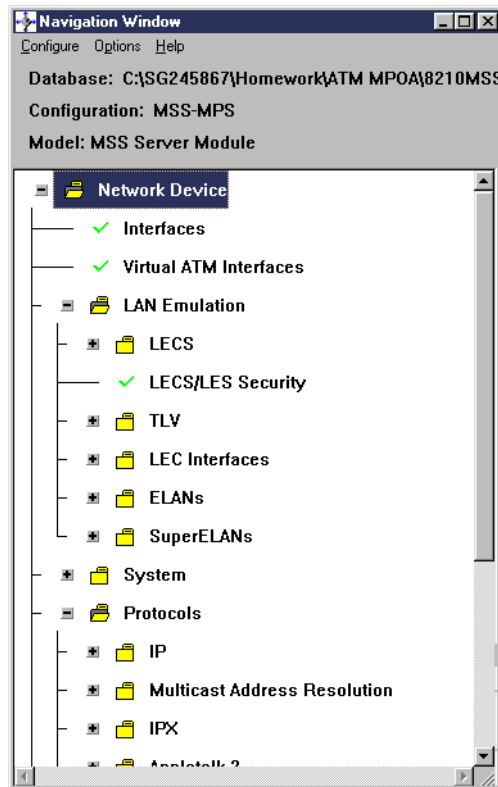 Navigation Window
Configure Options Help
Database: C:\SG245867\Homework\ATM MPOA\8210MSS
Configuration: MSS-MPS
Model: MSS Server Module
Network Device
Interfaces
Virtual ATM Interfaces
LAN Emulation
LECS
LECS/LES Security
TLV
LEC Interfaces
ELANs
SuperELANs
System
Protocols
IP
Multicast Address Resolution
IPX
Appletalk 2